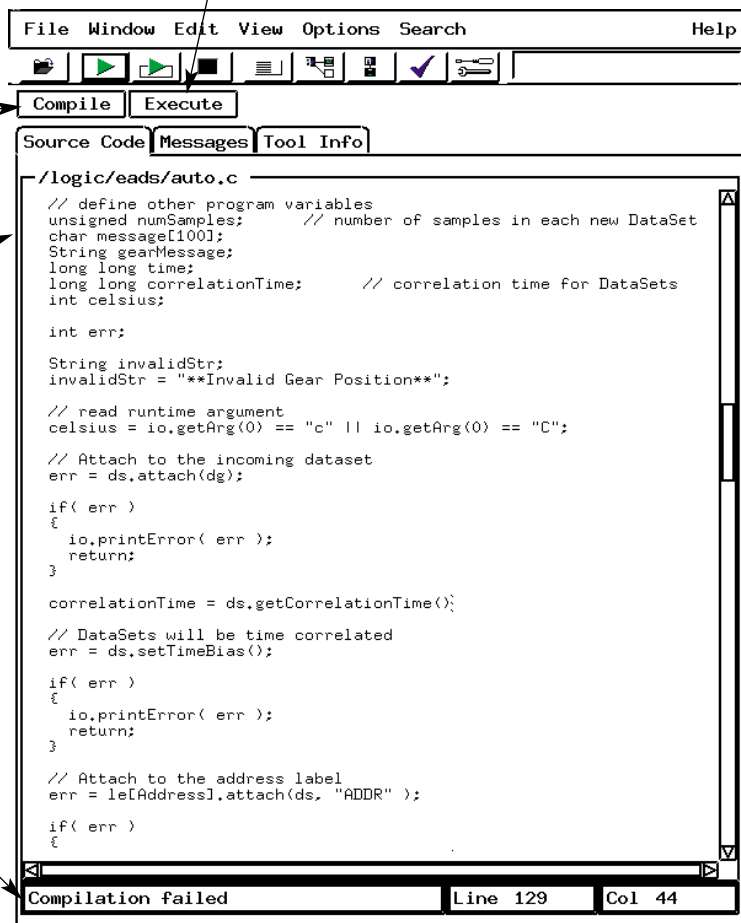 File Window Edit View Options Search Help
Compile Execute
Source Code Messages Tool Info
/logic/eads/auto.c
// define other program variables
unsigned numSamples; // number of samples in each new DataSet
char message[100];
String gearMessage;
long long time;
long long correlationTime; // correlation time for DataSets
int celsius;
int err;
String invalidStr;
invalidStr = "**Invalid Gear Position**";
// read runtime argument
celsius = io.getArg(0) == "c" || io.getArg(0) == "C";
// Attach to the incoming dataset
err = ds.attach(dg);
if( err )
{
io.printError( err );
return;
}
correlationTime = ds.getCorrelationTime();
// DataSets will be time correlated
err = ds.setTimeBias();
if( err )
{
io.printError( err );
return;
}
// Attach to the address label
err = le[Address].attach(ds, "ADDR" );
if( err )
{
Compilation failed Line 129 Col 44